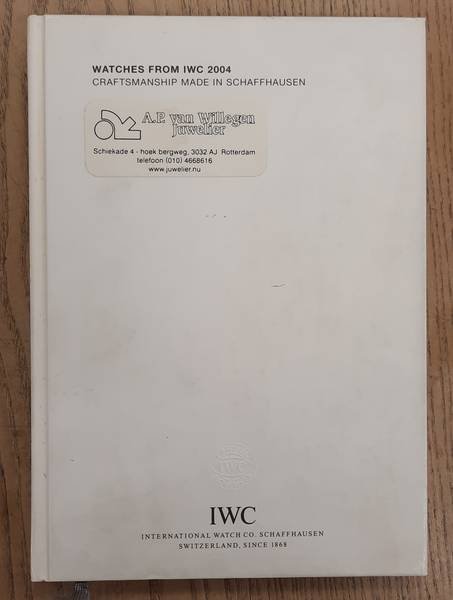 WATCHES FROM IWC 2004
CRAFTSMANSHIP MADE IN SCHAFFHAUSEN
A.P. van Willegen
Juwelier
Schiekade 4 - hoek bergweg, 3032 AJ Rotterdam
telefoon (010) 4668616
www.juwelier.nu
IWC
IWC
INTERNATIONAL WATCH CO. SCHAFFHAUSEN
SWITZERLAND, SINCE 1868